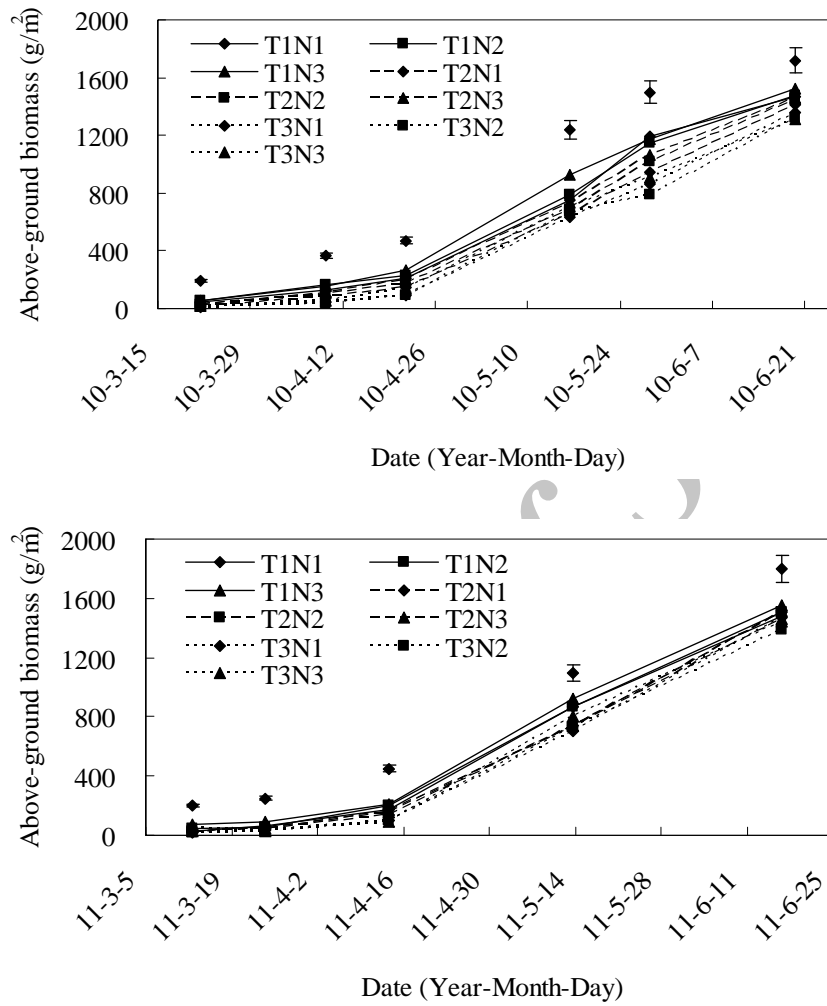 Above-ground biomass (g/m²)
2000
1600
1200
800
400
0
T1N1 T1N2
T1N3 T2N1
T2N2 T2N3
T3N1 T3N2
T3N3
10-3-15 10-3-29 10-4-12 10-4-26 10-5-10 10-5-24 10-6-7 10-6-21
Date (Year-Month-Day)
Above-ground biomass (g/m²)
2000
1600
1200
800
400
0
T1N1 T1N2
T1N3 T2N1
T2N2 T2N3
T3N1 T3N2
T3N3
11-3-5 11-3-19 11-4-2 11-4-16 11-4-30 11-5-14 11-5-28 11-6-11 11-6-25
Date (Year-Month-Day)